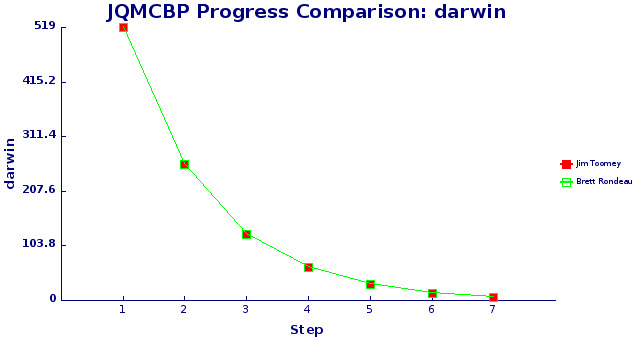 JQMCBP Progress Comparison: darwin
519
415.2
311.4
207.6
103.8
0
darwin
1 2 3 4 5 6 7
Step
Jim Toomey
Brett Rondeau